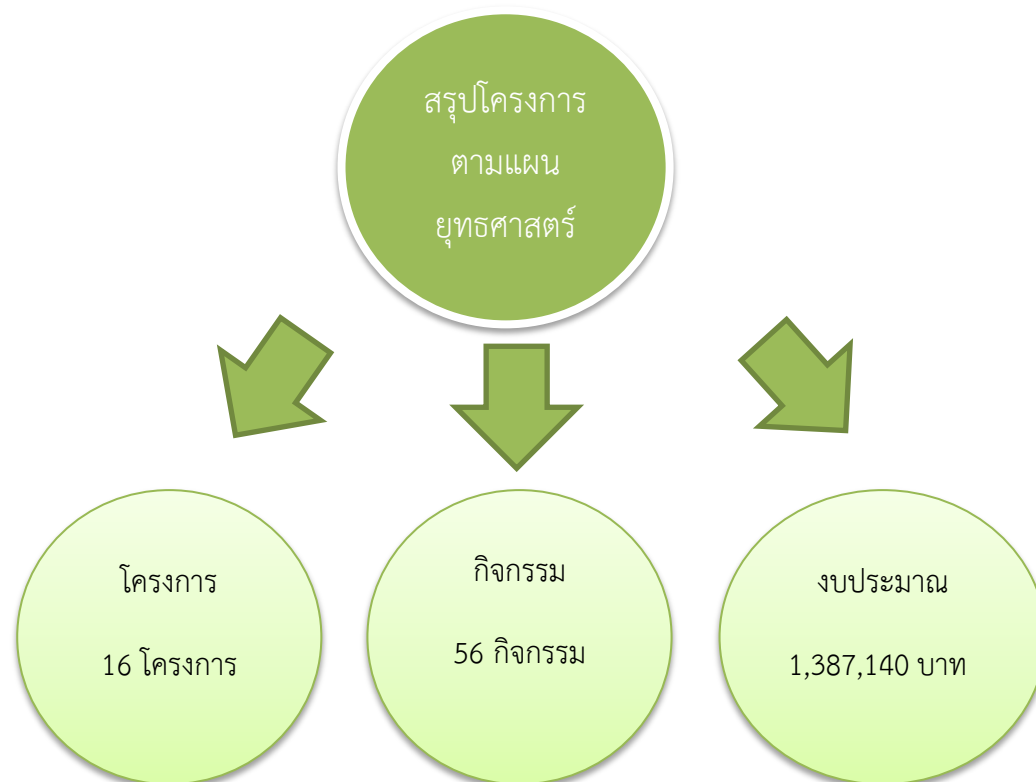 สรุปโครงการ
ตามแผน
ยุทธศาสตร์
โครงการ
16 โครงการ
กิจกรรม
56 กิจกรรม
งบประมาณ
1,387,140 บาท